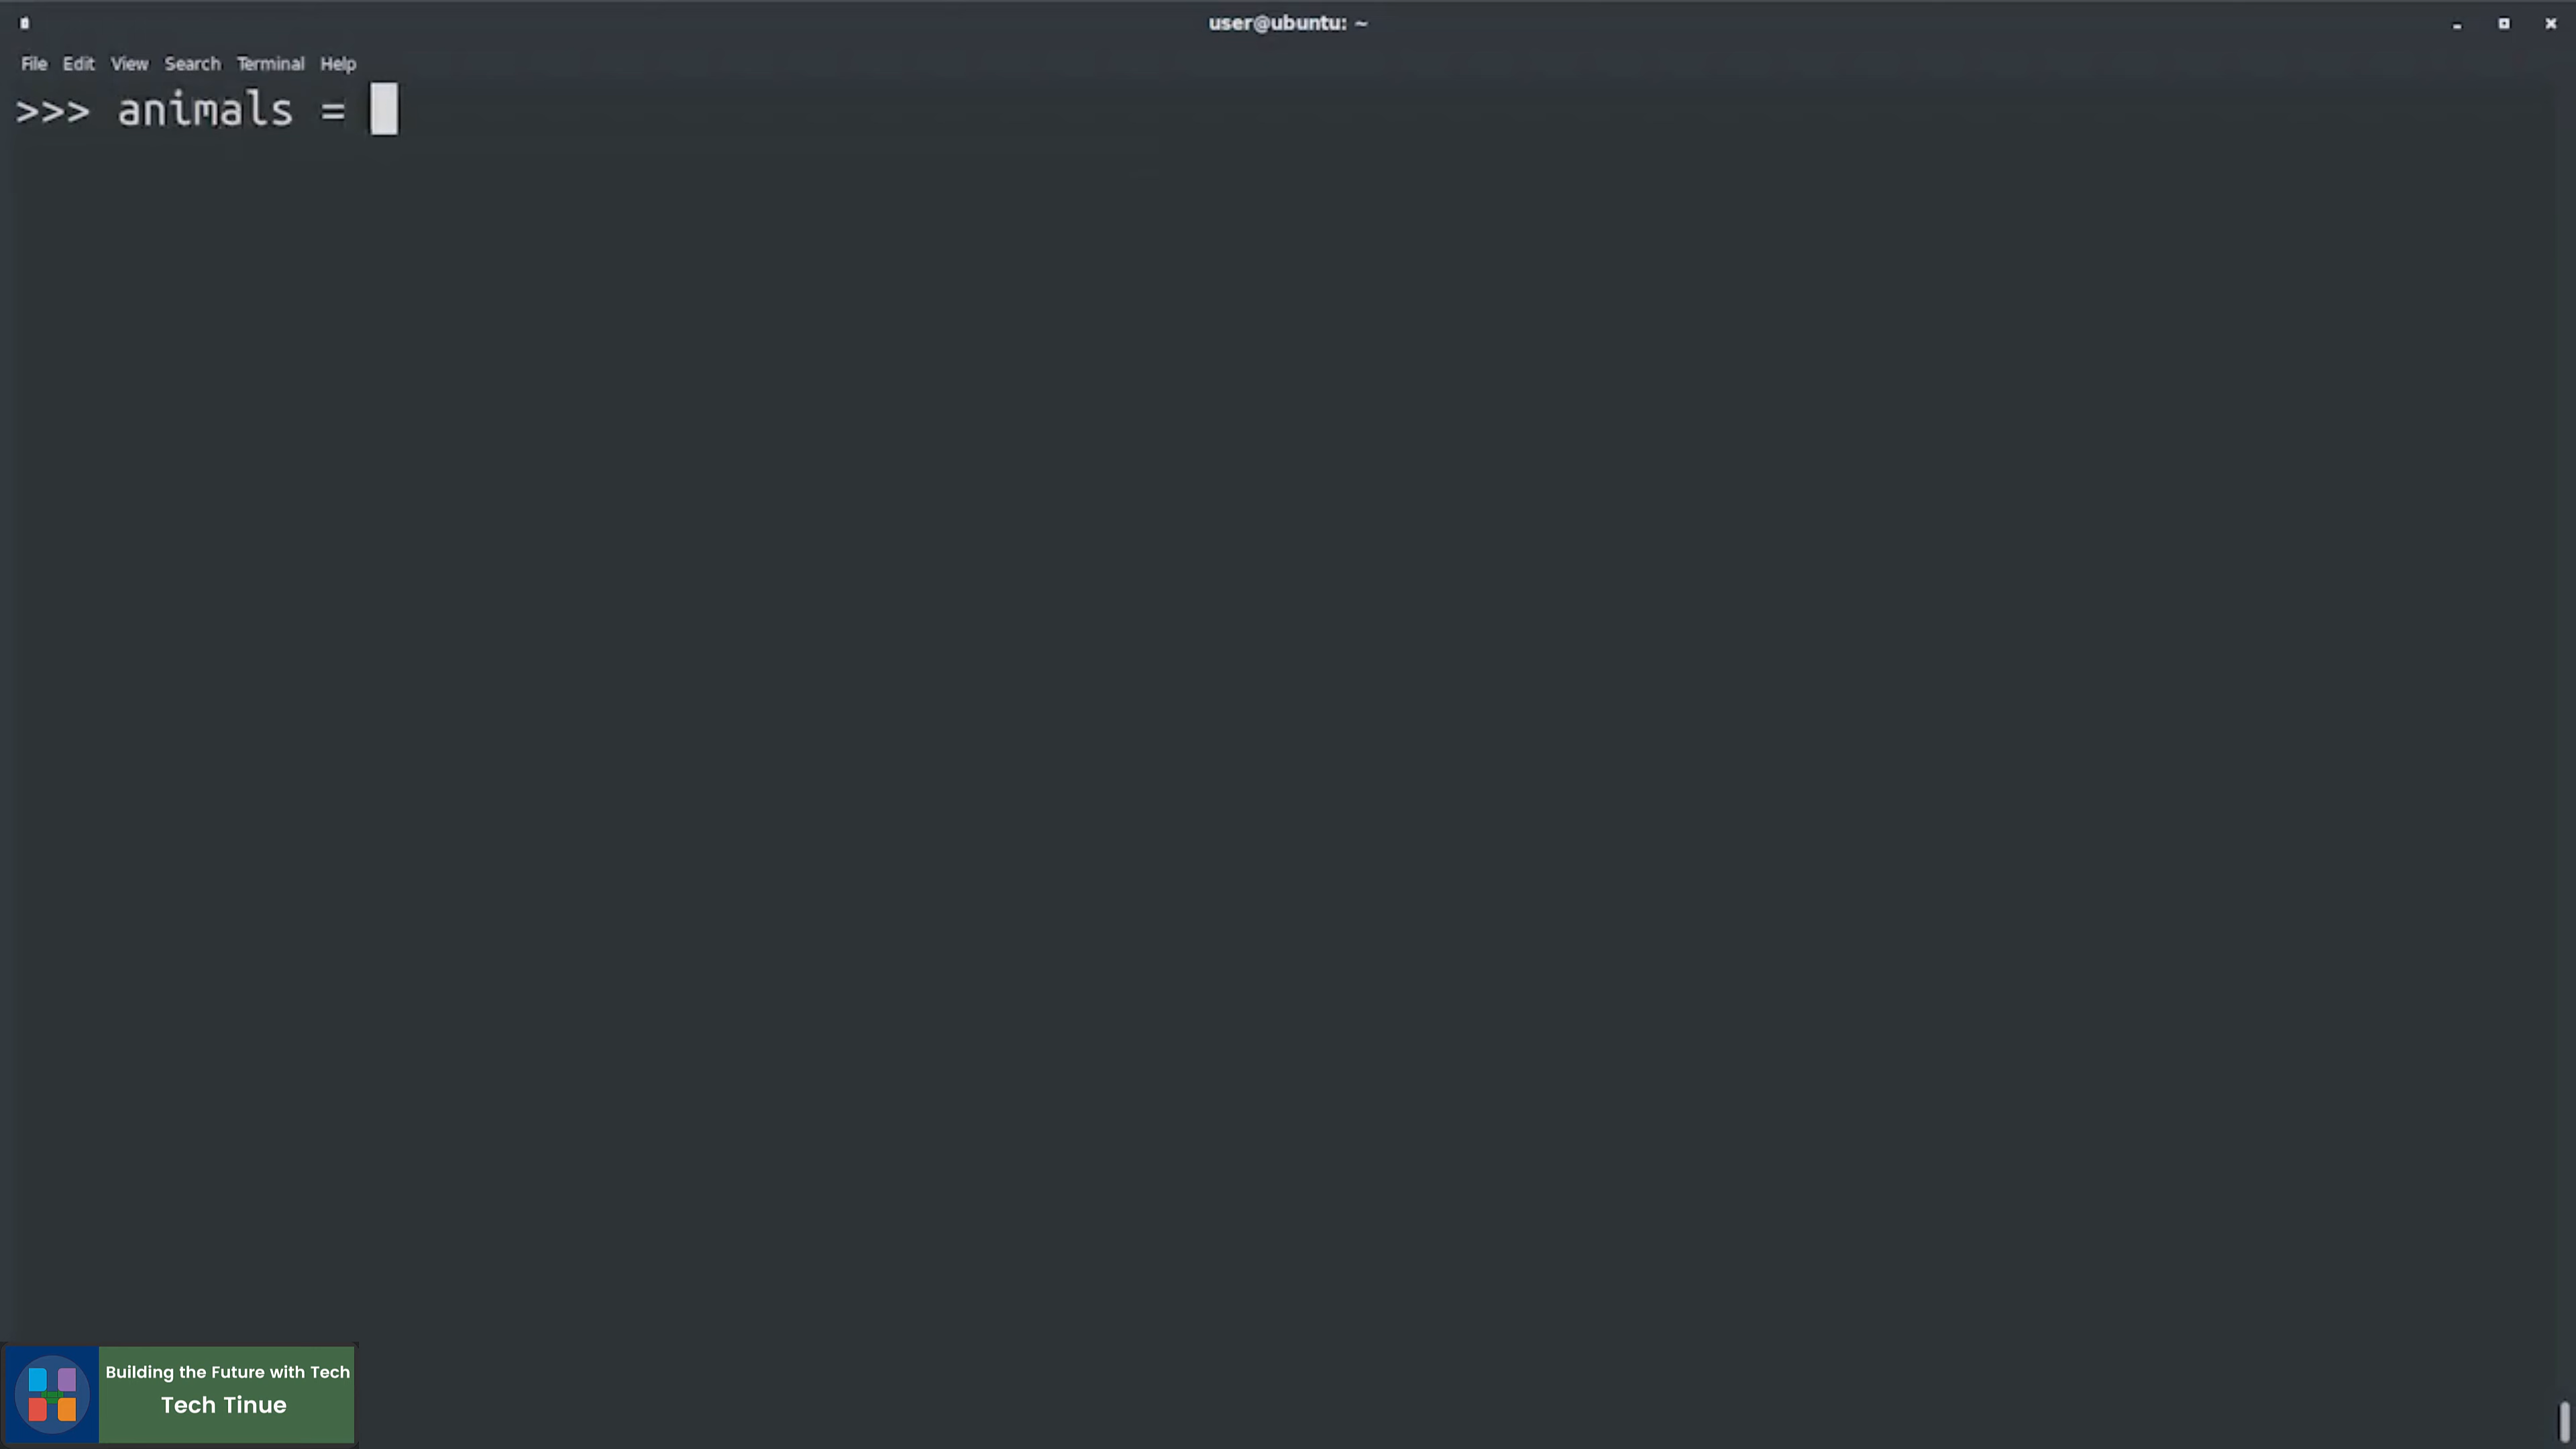 user@ubuntu: ~
File Edit View Search Terminal Help
>>> animals =
Building the Future with Tech
Tech Tinue